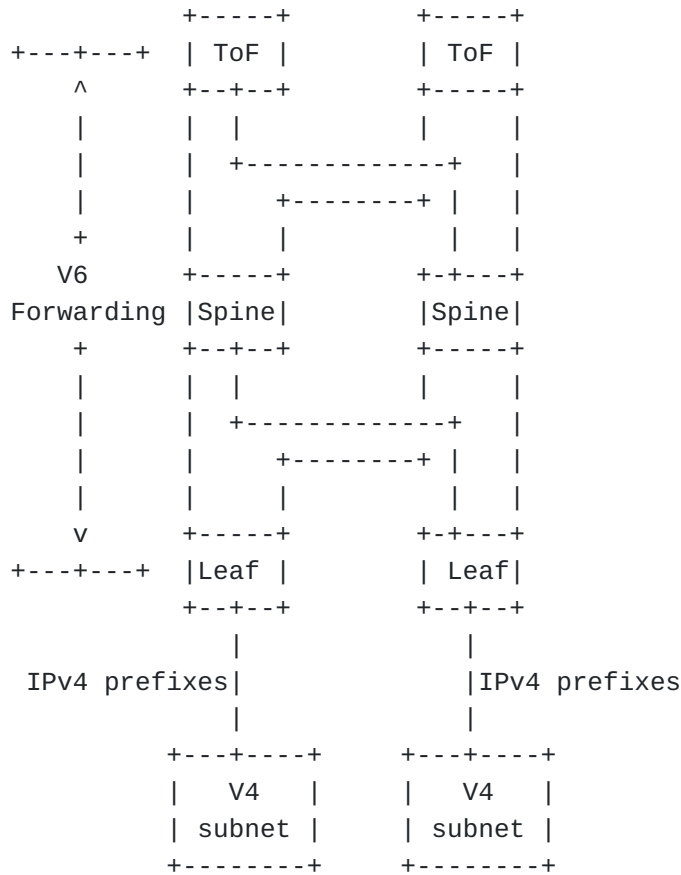 ToF ToF
V6
Forwarding Spine Spine
Leaf Leaf
IPv4 prefixes IPv4 prefixes
V4 V4
subnet subnet